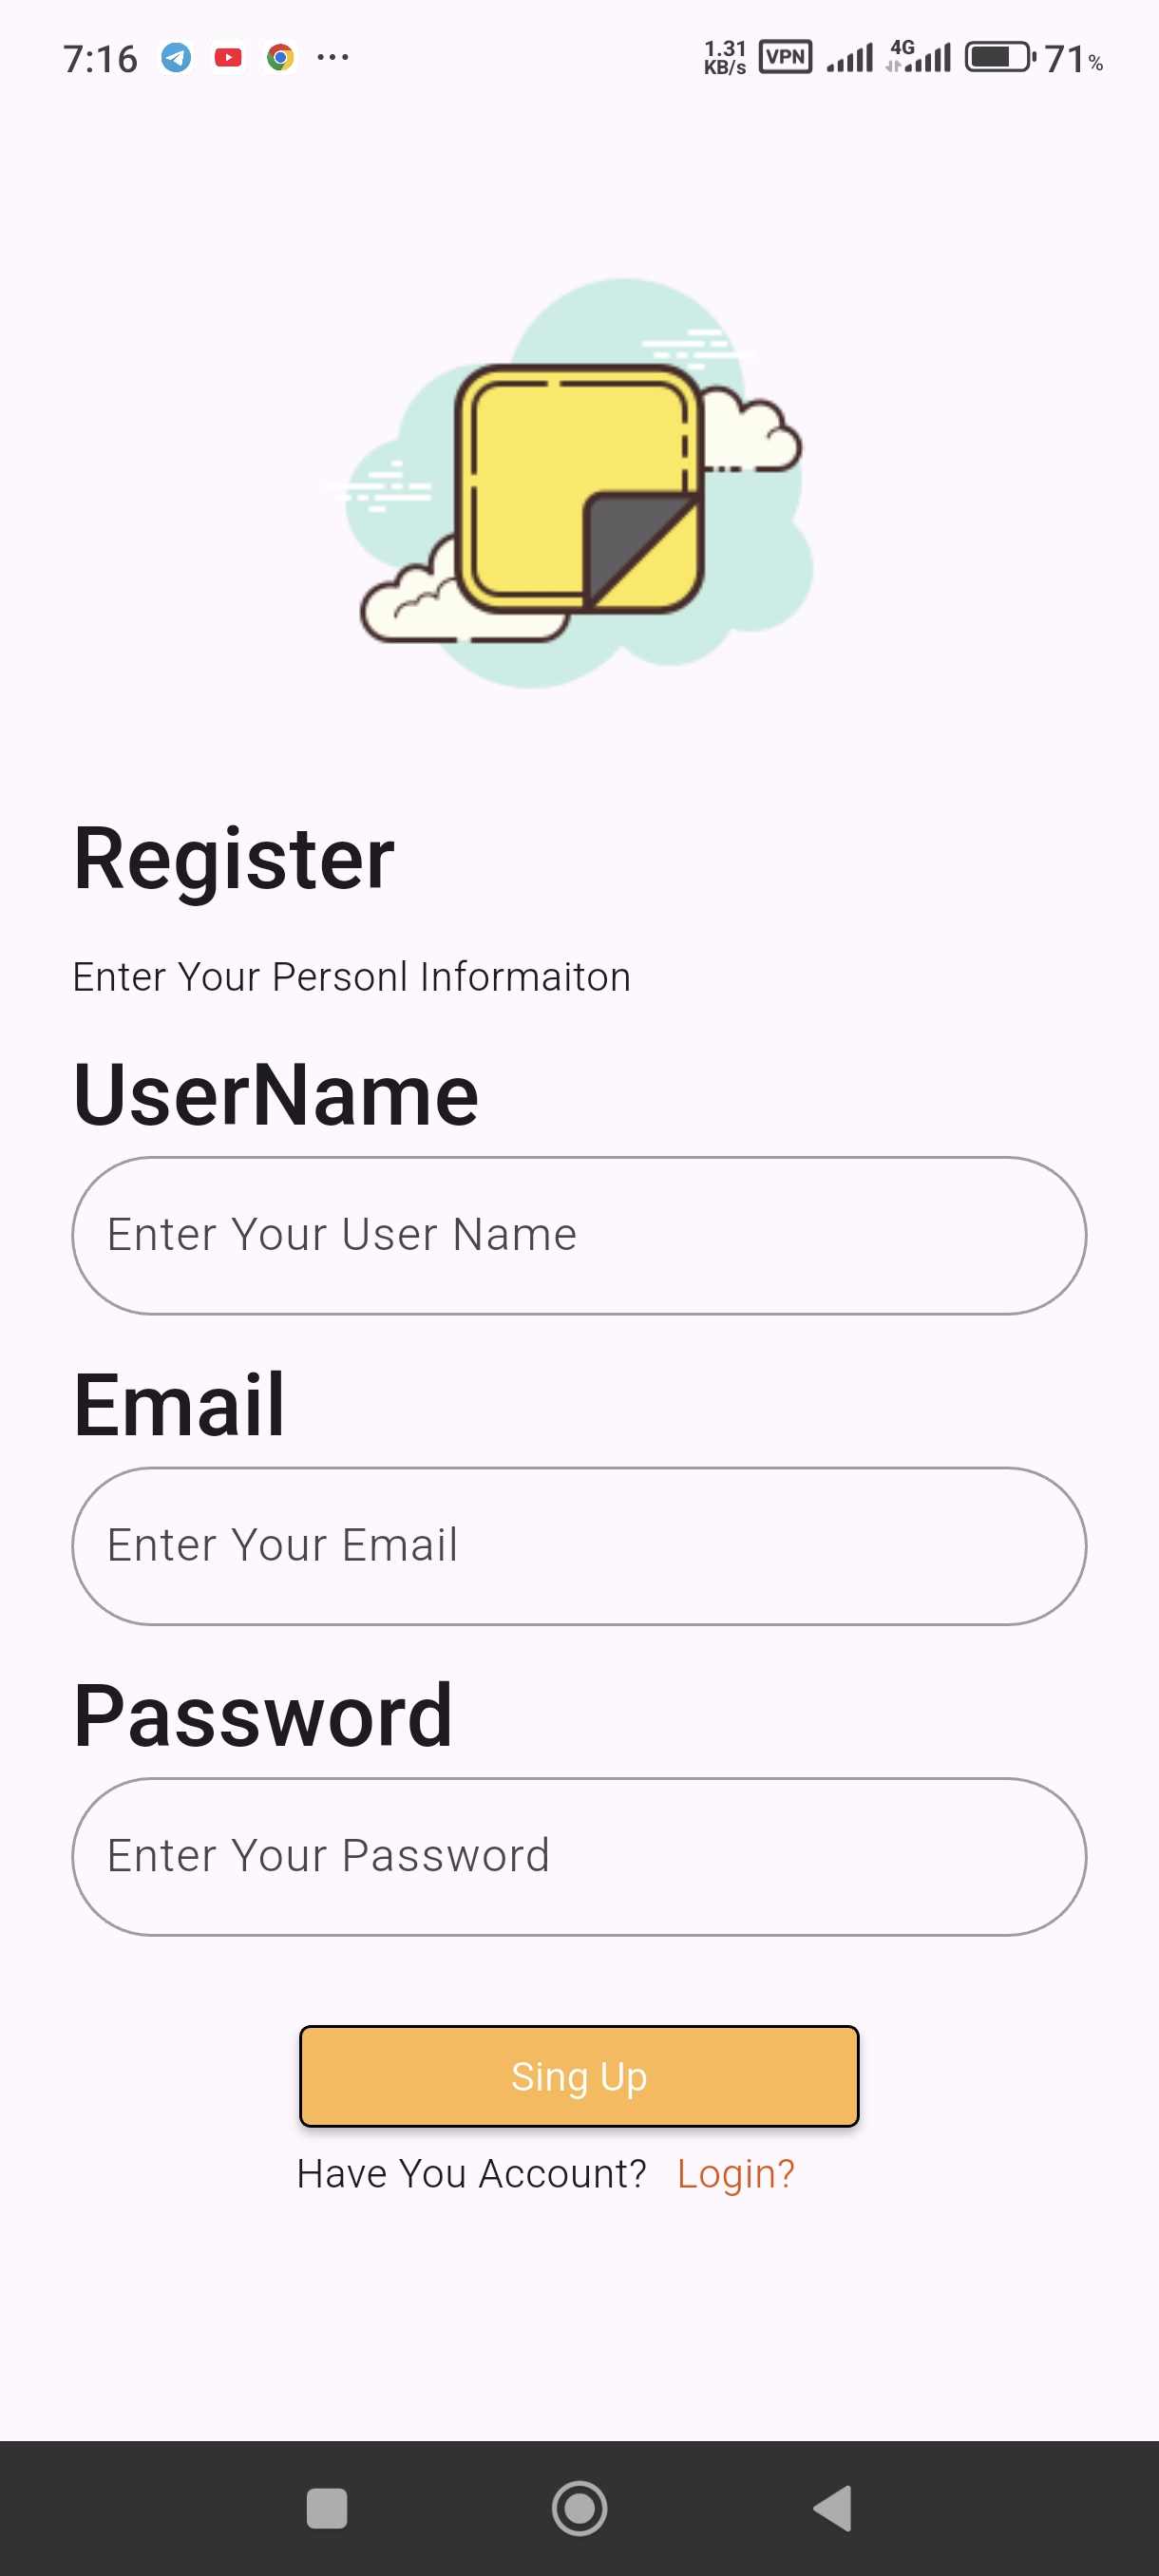 7:16 ... 1.31 KB/s VPN 4G 71%
Register
Enter Your Personl Informaiton
UserName
Enter Your User Name
Email
Enter Your Email
Password
Enter Your Password
Sing Up
Have You Account? Login?